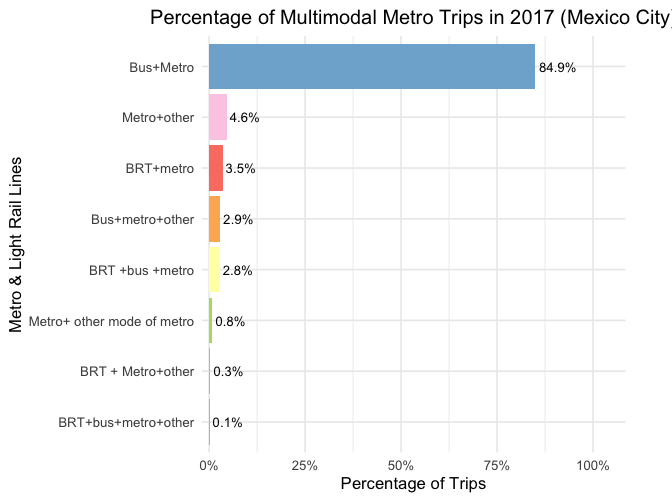 Percentage of Multimodal Metro Trips in 2017 (Mexico City)
Metro & Light Rail Lines
Bus+Metro
84.9%
Metro+other
4.6%
BRT+metro
3.5%
Bus+metro+other
2.9%
BRT +bus +metro
2.8%
Metro+ other mode of metro
0.8%
BRT + Metro+other
0.3%
BRT+bus+metro+other
0.1%
0%
25%
50%
75%
100%
Percentage of Trips